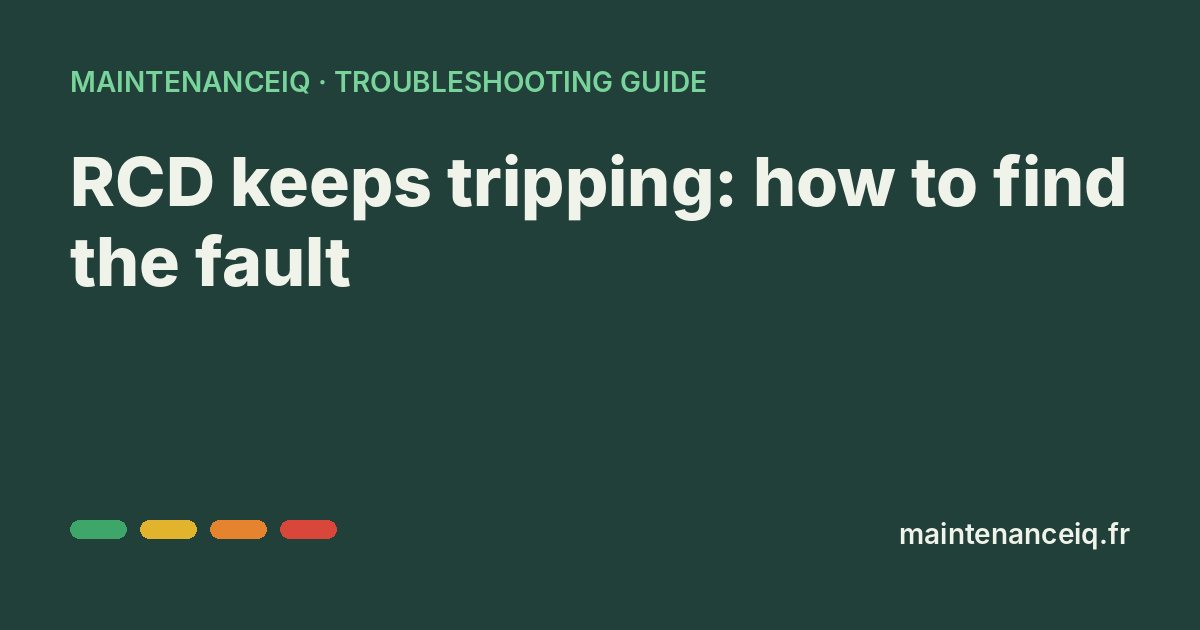 MAINTENANCEIQ · TROUBLESHOOTING GUIDE
RCD keeps tripping: how to find
the fault
maintenanceiq.fr